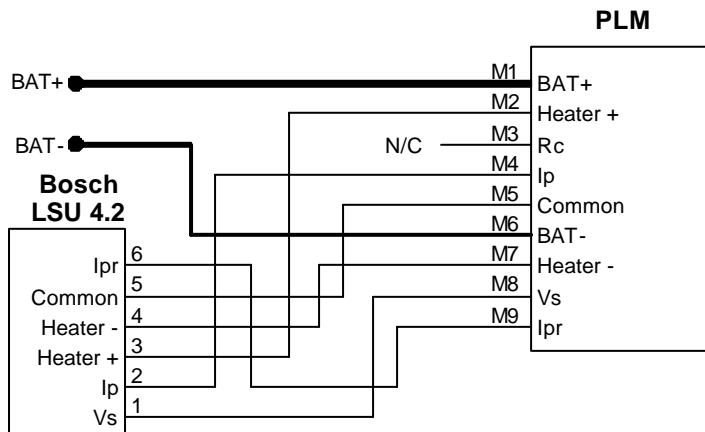 PLM
BAT+
M1
BAT+
M2
Heater +
BAT-
N/C
M3
Rc
M4
Ip
Bosch
LSU 4.2
M5
Common
M6
BAT-
M7
Heater -
M8
Vs
M9
Ipr
Ipr
6
Common
5
Heater -
4
Heater +
3
Ip
2
Vs
1